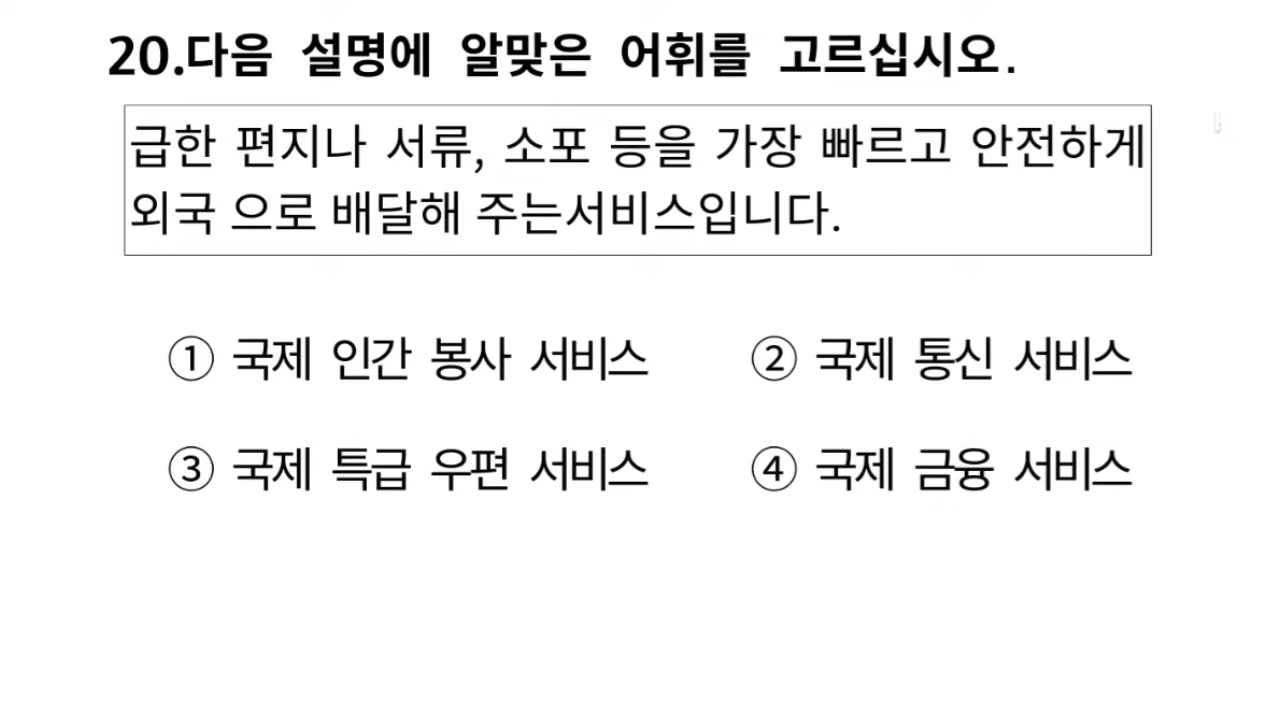 20.다음 설명에 알맞은 어휘를 고르십시오.
급한 편지나 서류, 소포 등을 가장 빠르고 안전하게
외국 으로 배달해 주는서비스입니다.
① 국제 인간 봉사 서비스 ② 국제 통신 서비스
③ 국제 특급 우편 서비스 ④ 국제 금융 서비스